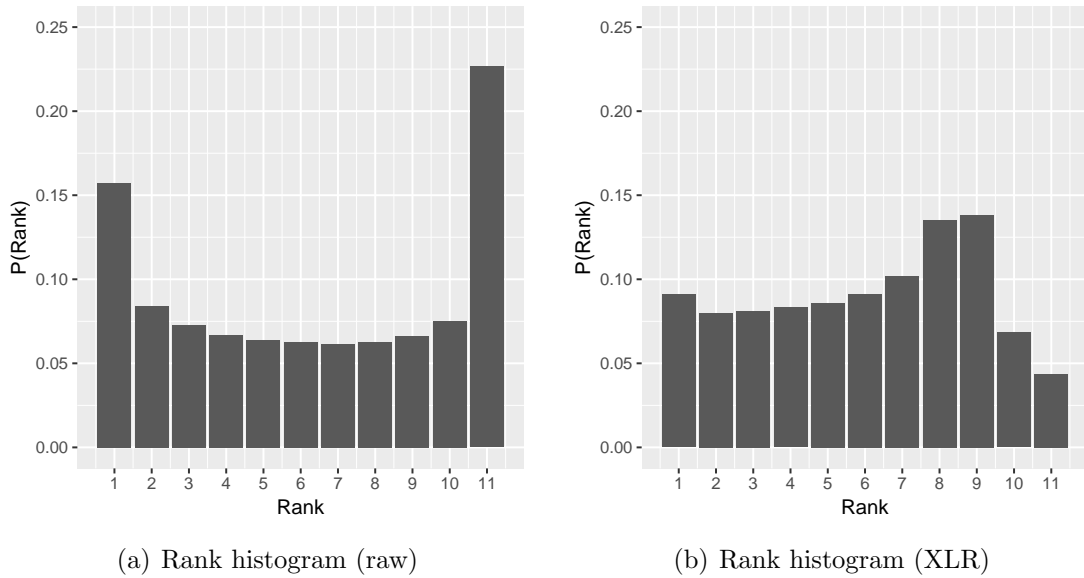 0.25
0.20
0.15
0.10
0.05
0.00
P(Rank)
1 2 3 4 5 6 7 8 9 10 11
Rank
(a) Rank histogram (raw)
0.25
0.20
0.15
0.10
0.05
0.00
P(Rank)
1 2 3 4 5 6 7 8 9 10 11
Rank
(b) Rank histogram (XLR)